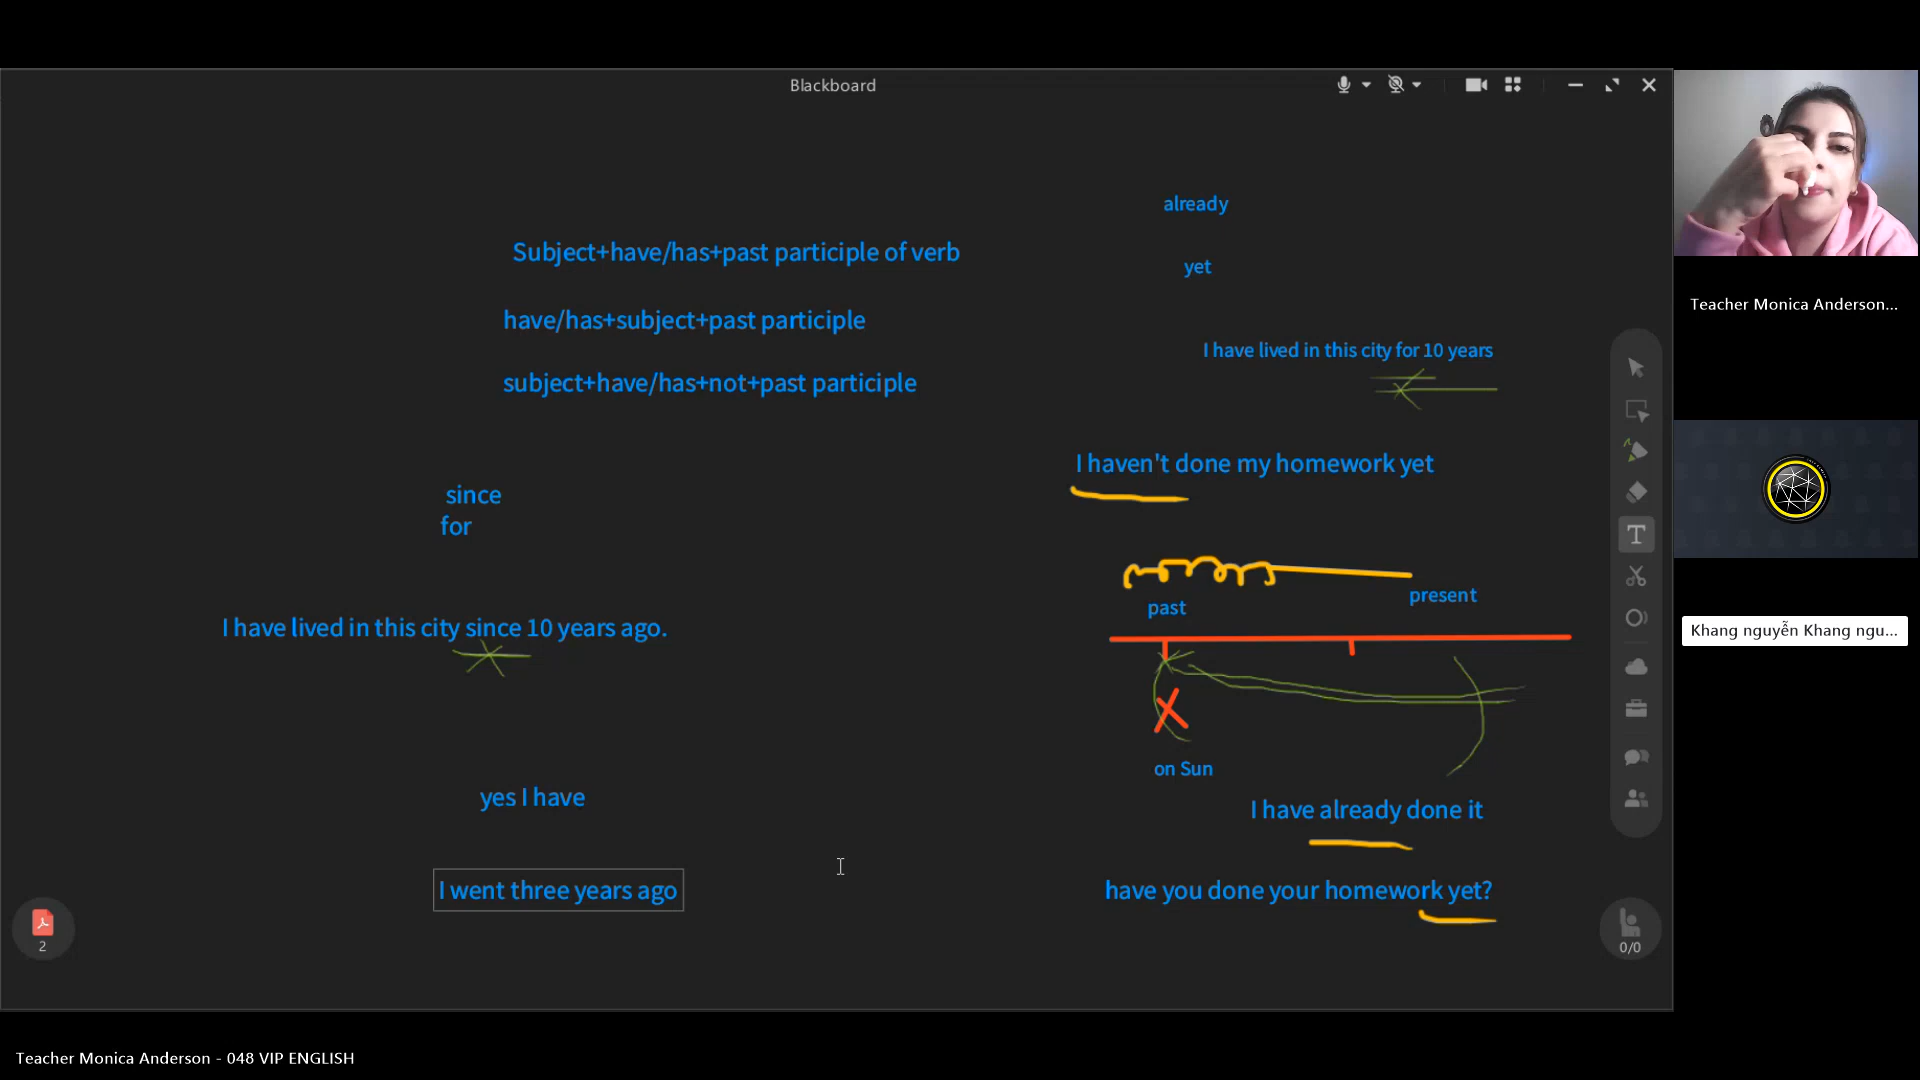 Blackboard
already
Subject+have/has+past participle of verb
yet
Teacher Monica Anderson...
have/has+subject+past participle
I have lived in this city for 10 years
subject+have/has+not+past participle
I haven't done my homework yet
since
for
past
present
I have lived in this city since 10 years ago.
Khang nguyễn Khang ngu...
X
on Sun
yes I have
I have already done it
I went three years ago
have you done your homework yet?
2
0/0
Teacher Monica Anderson - 048 VIP ENGLISH